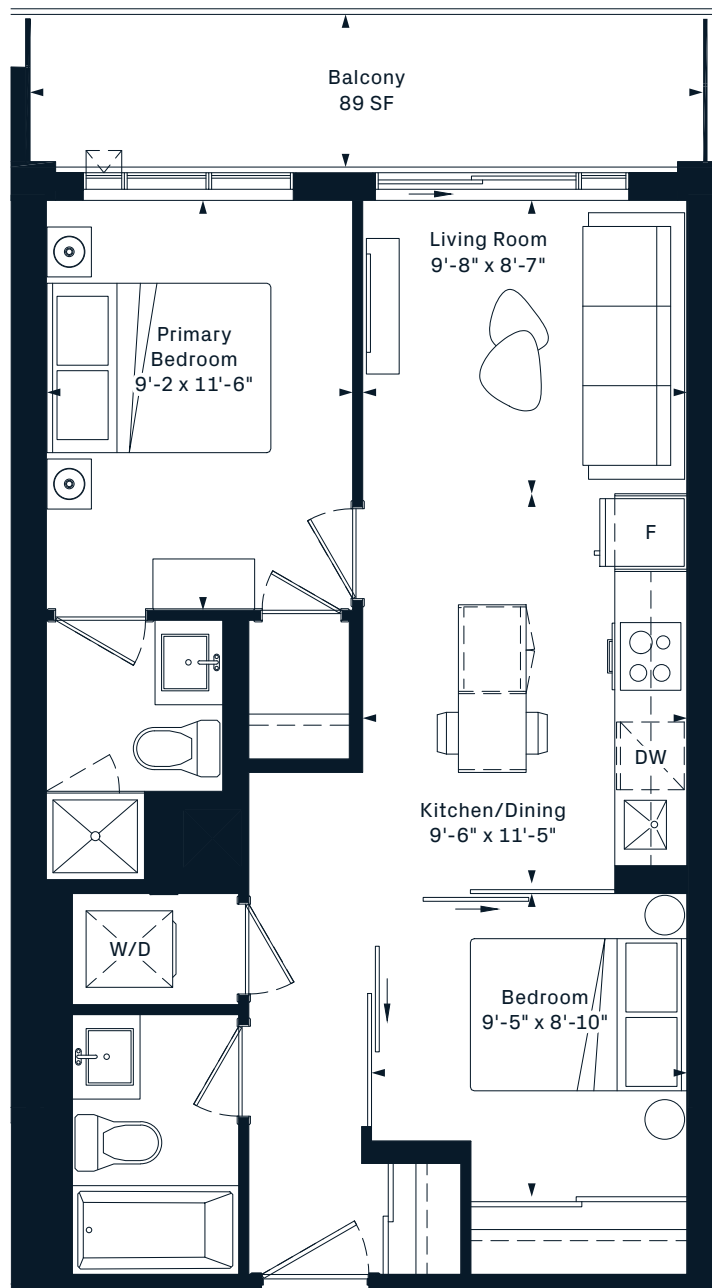 Balcony
89 SF
Living Room
9'-8" x 8'-7"
Primary
Bedroom
9'-2 x 11'-6"
F
DW
Kitchen/Dining
9'-6" x 11'-5"
W/D
Bedroom
9'-5" x 8'-10"